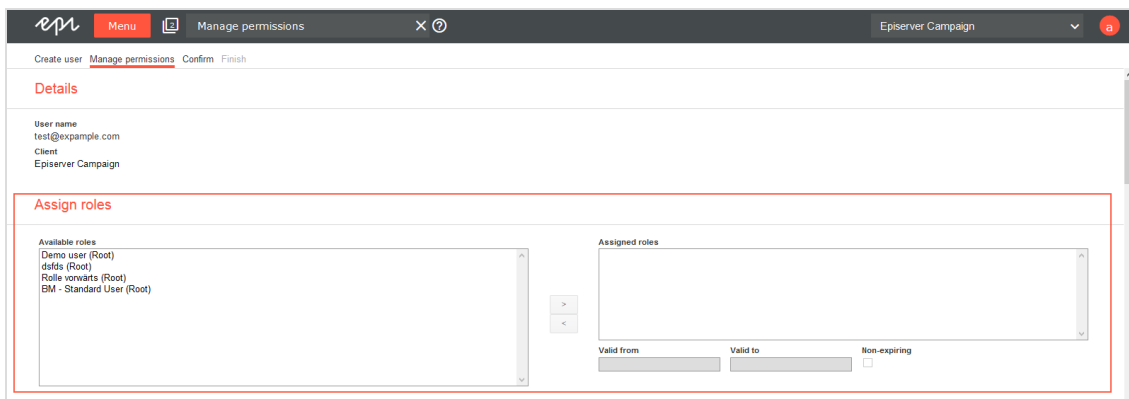 epi Menu 2 Manage permissions Episerver Campaign a
Create user Manage permissions Confirm Finish
Details
User name
test@expample.com
Client
Episerver Campaign
Assign roles
Available roles
Demo user (Root)
dsfds (Root)
Rolle vorwärts (Root)
BM - Standard User (Root)
>
<
Assigned roles
Valid from Valid to Non-expiring